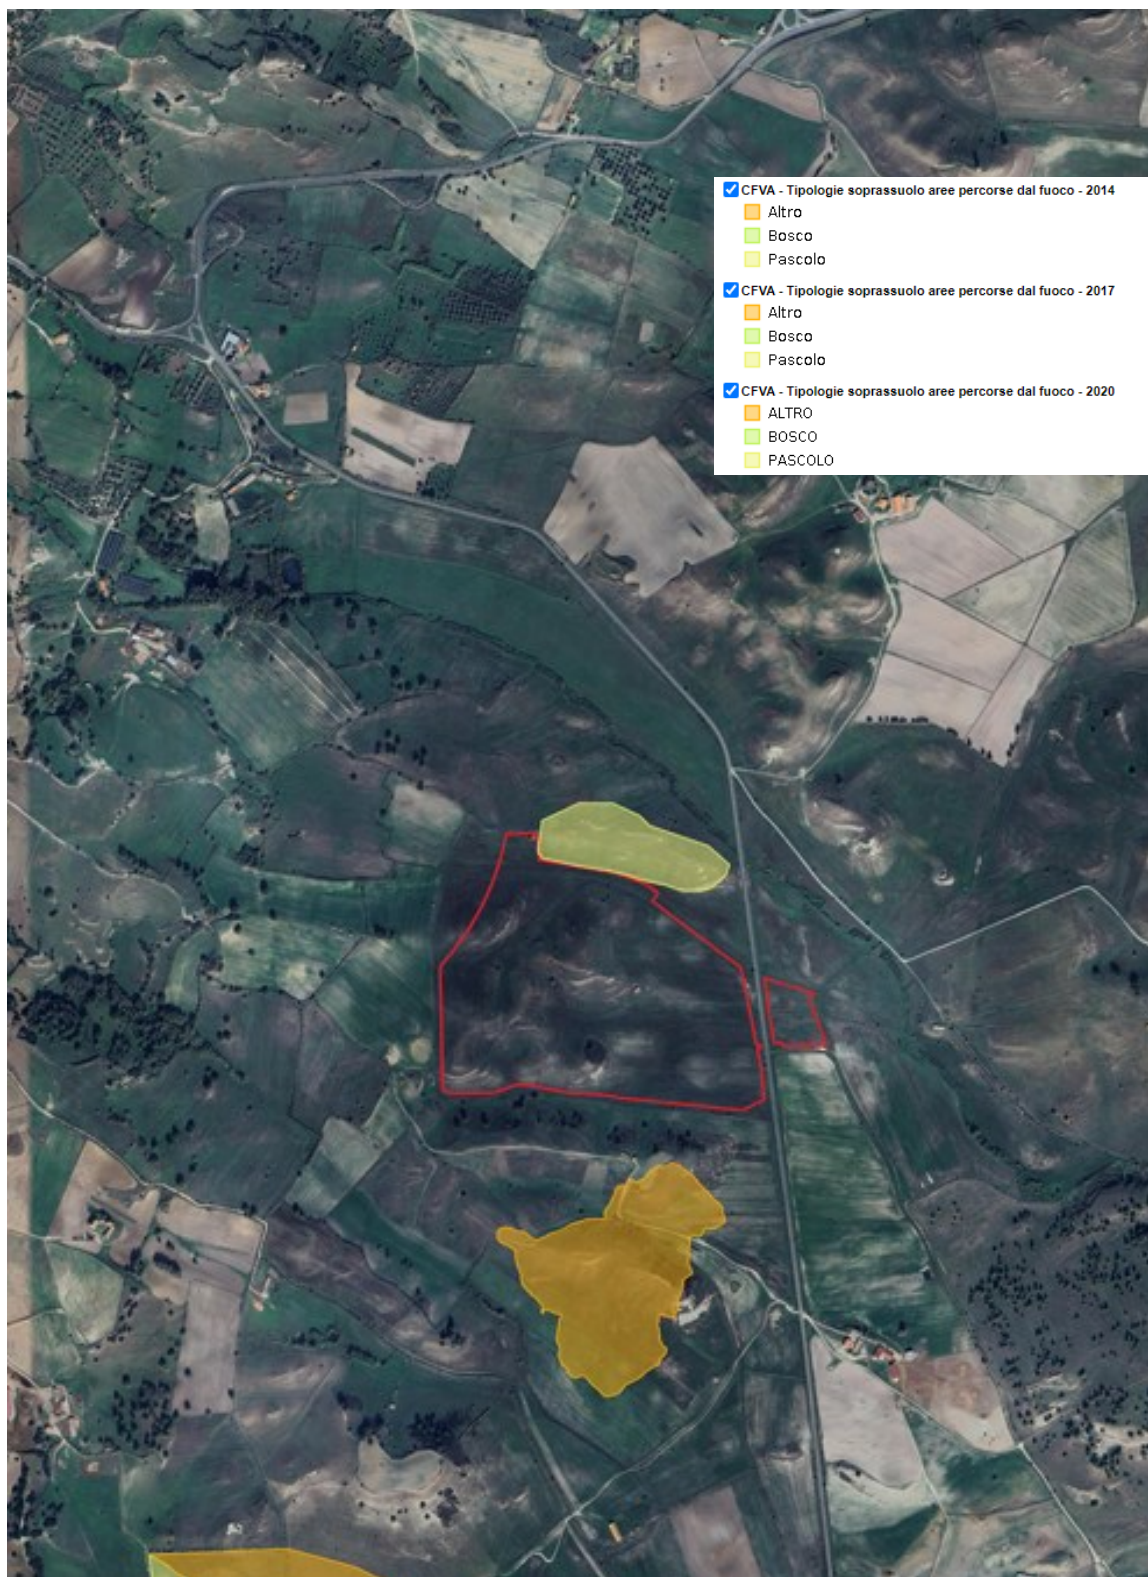 CFVA - Tipologie soprassuolo aree percorse dal fuoco - 2014
Altro
Bosco
Pascolo
CFVA - Tipologie soprassuolo aree percorse dal fuoco - 2017
Altro
Bosco
Pascolo
CFVA - Tipologie soprassuolo aree percorse dal fuoco - 2020
ALTRO
BOSCO
PASCOLO